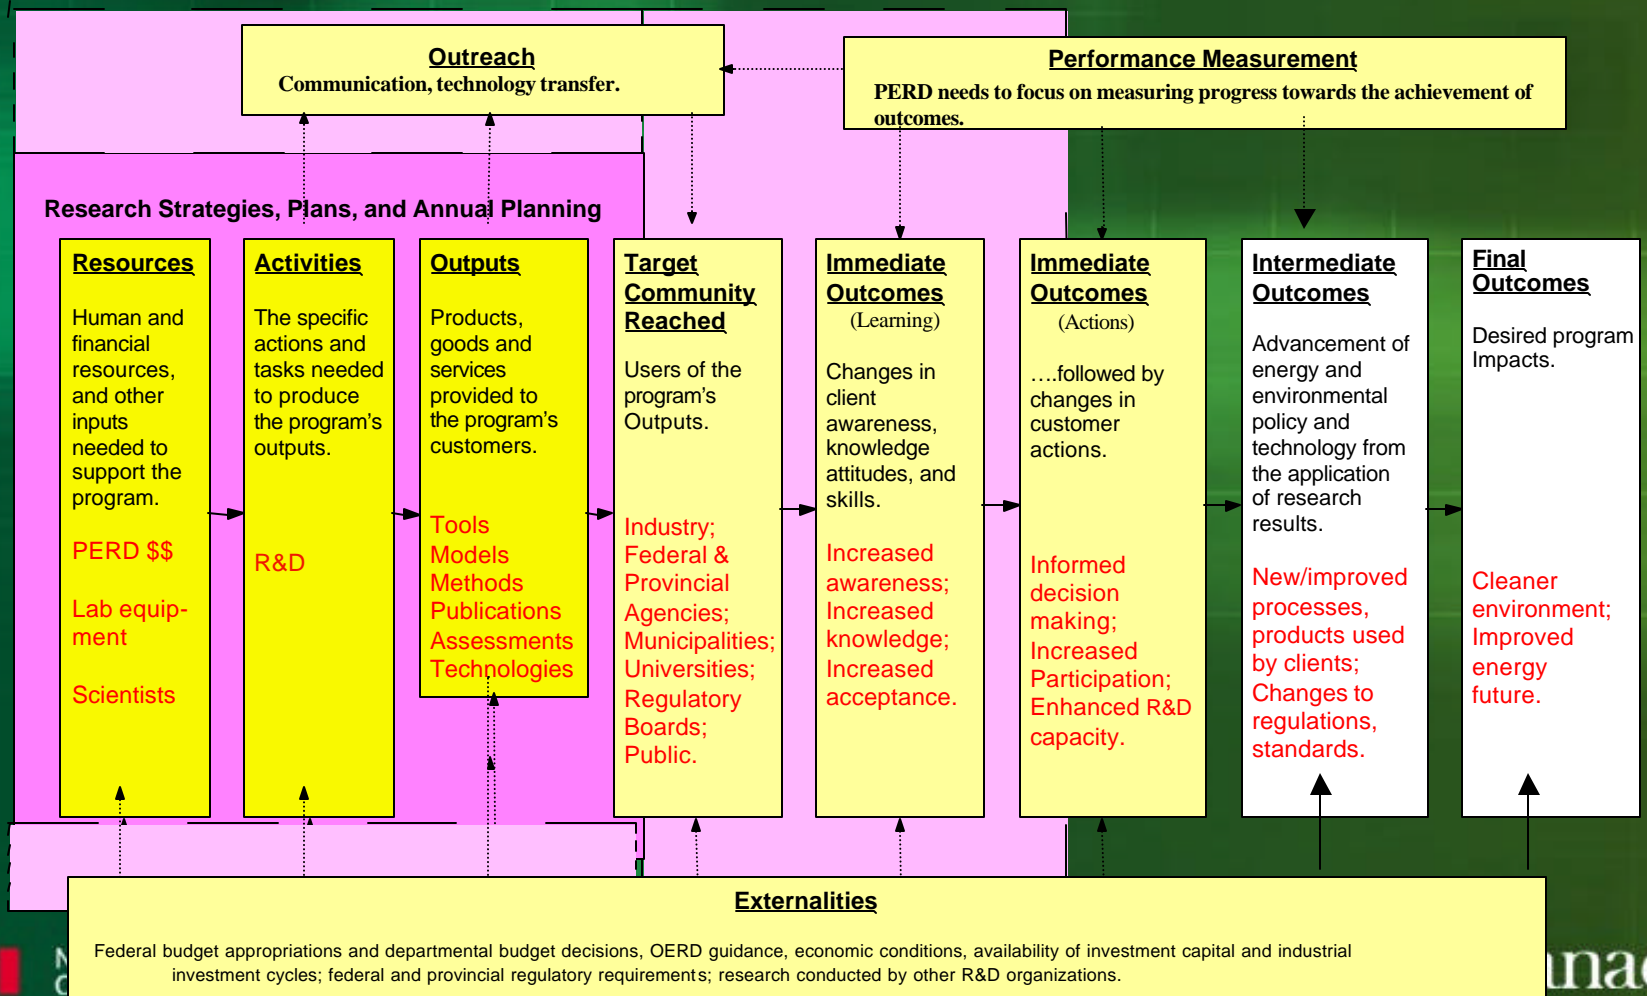 Outreach
Communication, technology transfer.
Performance Measurement
PERD needs to focus on measuring progress towards the achievement of
outcomes.
Research Strategies, Plans, and Annual Planning
Resources
Human and
financial
resources,
and other
inputs
needed to
support the
program.
PERD $$
Lab equip-
ment
Scientists
Activities
The specific
actions and
tasks needed
to produce
the program's
outputs.
R&D
Outputs
Products,
goods and
services
provided to
the program's
customers.
Tools
Models
Methods
Publications
Assessments
Technologies
Target
Community
Reached
Users of the
program's
Outputs.
Industry;
Federal &
Provincial
Agencies;
Municipalities;
Universities;
Regulatory
Boards;
Public.
Immediate
Outcomes
(Learning)
Changes in
client
awareness,
knowledge
attitudes, and
skills.
Increased
awareness;
Increased
knowledge;
Increased
acceptance.
Immediate
Outcomes
(Actions)
….followed by
changes in
customer
actions.
Informed
decision
making;
Increased
Participation;
Enhanced R&D
capacity.
Intermediate
Outcomes
Advancement of
energy and
environmental
policy and
technology from
the application
of research
results.
New/improved
processes,
products used
by clients;
Changes to
regulations,
standards.
Final
Outcomes
Desired program
Impacts.
Cleaner
environment;
Improved
energy
future.
Externalities
Federal budget appropriations and departmental budget decisions, OERD guidance, economic conditions, availability of investment capital and industrial
investment cycles; federal and provincial regulatory requirements; research conducted by other R&D organizations.